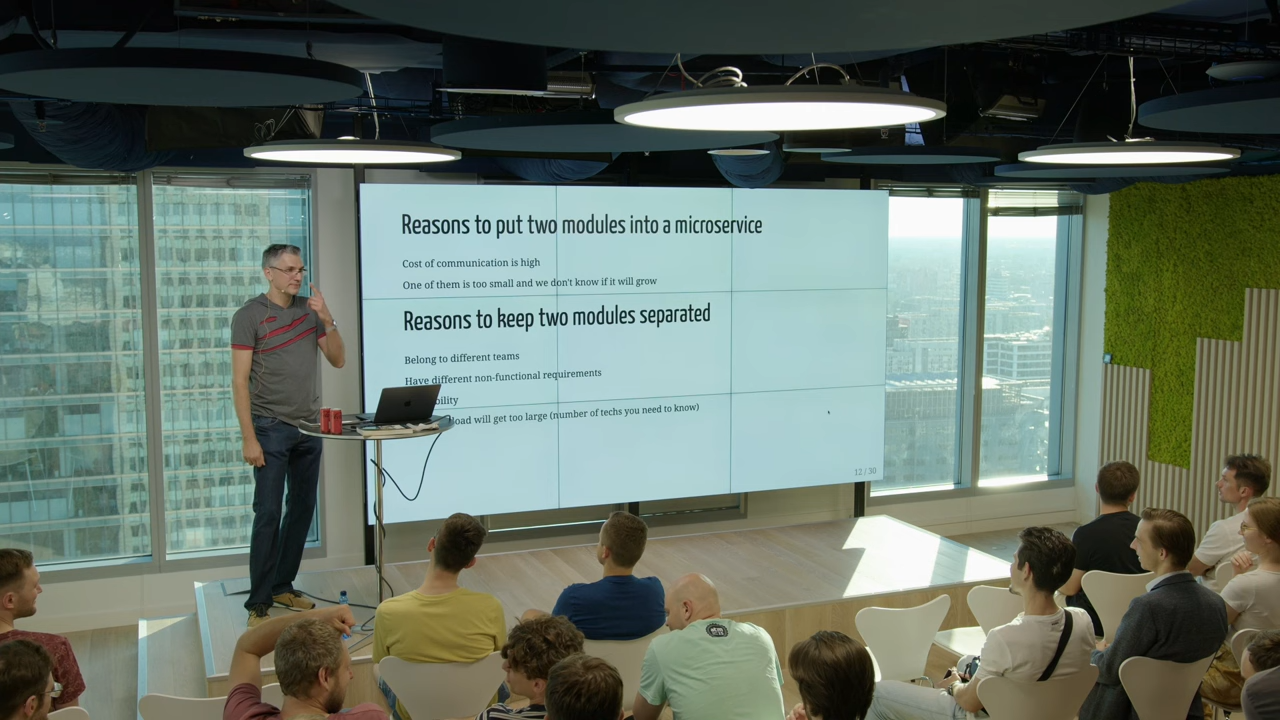 Reasons to put two modules into a microservice
Cost of communication is high
One of them is too small and we don't know if it will grow
Reasons to keep two modules separated
Belong to different teams
Have different non-functional requirements
bility
load will get too large (number of techs you need to know)
12 / 30